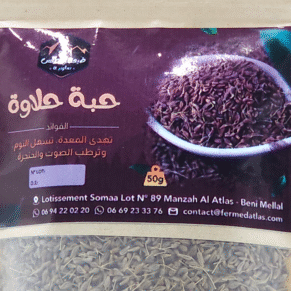 حبة حلاوة
الفوائد
تهدئ المعدة، تسهل النوم
وترطب الصوت والحنجرة
50g
Lotissement Somaa Lot N° 89 Manzah Al Atlas - Beni Mellal
06 94 22 02 20 06 69 23 33 76 contact@fermedatlas.com